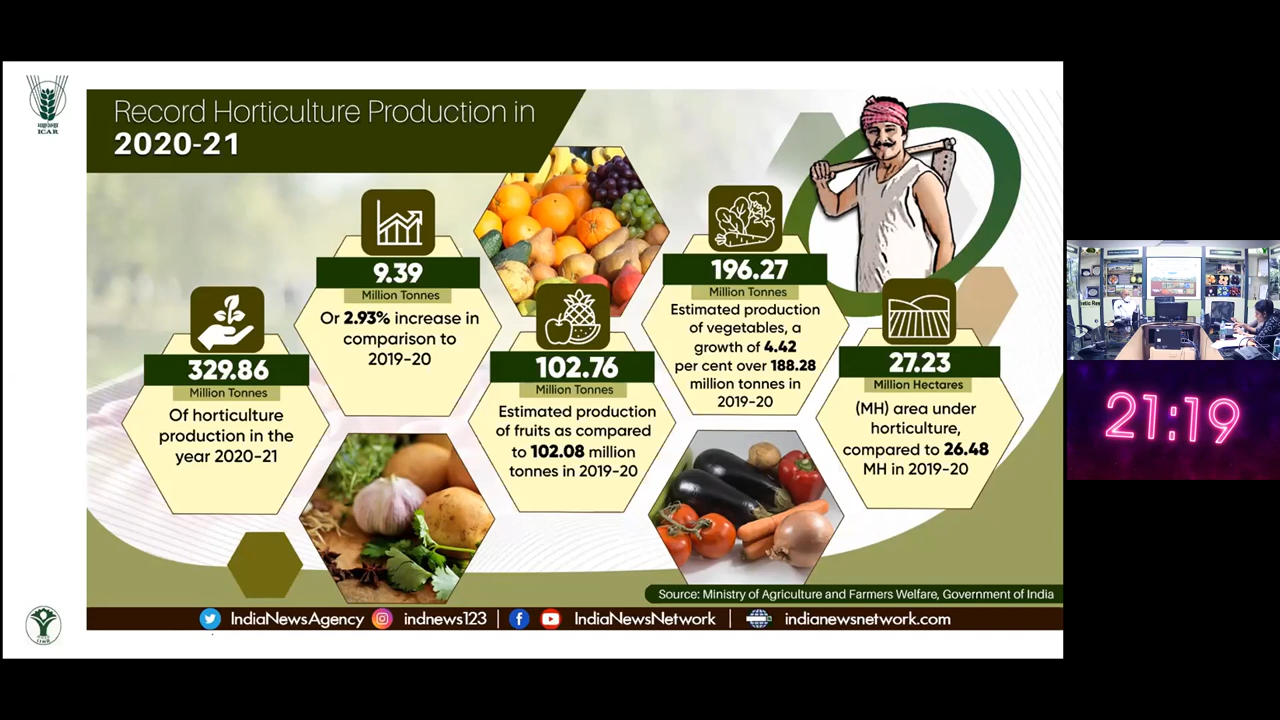 Record Horticulture Production in
2020-21
ICAR
329.86
Million Tonnes
Of horticulture
production in the
year 2020-21
9.39
Million Tonnes
Or 2.93% increase in
comparison to
2019-20
102.76
Million Tonnes
Estimated production
of fruits as compared
to 102.08 million
tonnes in 2019-20
196.27
Million Tonnes
Estimated production
of vegetables, a
growth of 4.42
per cent over 188.28
million tonnes in
2019-20
27.23
Million Hectares
(MH) area under
horticulture,
compared to 26.48
MH in 2019-20
Source: Ministry of Agriculture and Farmers Welfare, Government of India
IndiaNewsAgency indnews123 | IndiaNewsNetwork | indianewsnetwork.com
21:19